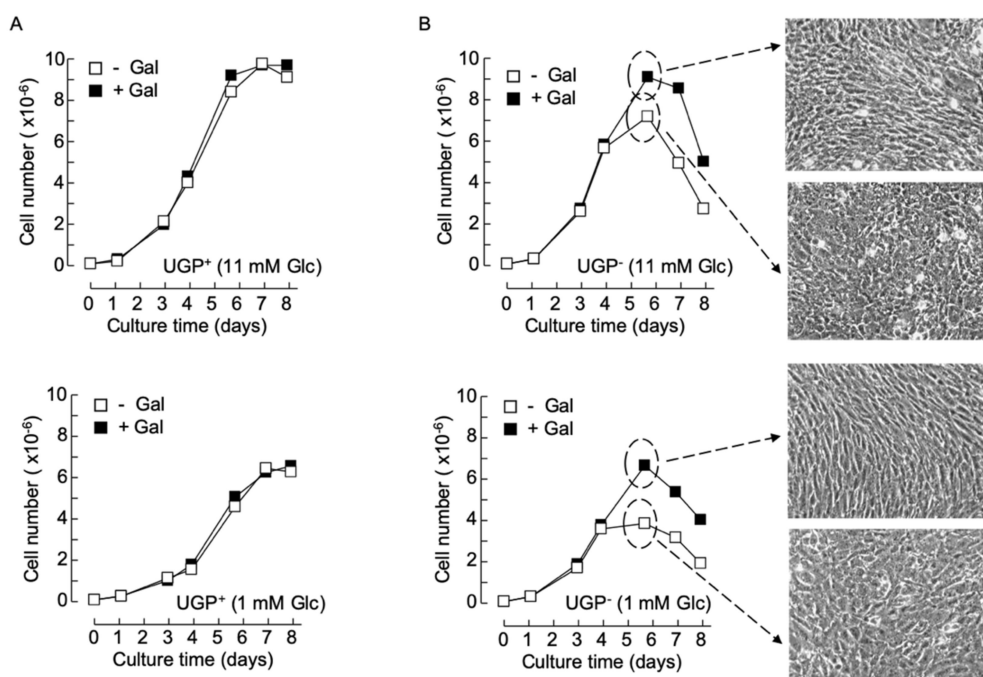 A
B
10
8
6
4
2
0
Cell number ( x10-6)
- Gal
+ Gal
UGP+ (11 mM Glc)
0 1 2 3 4 5 6 7 8
Culture time (days)
10
8
6
4
2
0
Cell number ( x10-6)
- Gal
+ Gal
UGP- (11 mM Glc)
0 1 2 3 4 5 6 7 8
Culture time (days)
10
8
6
4
2
0
Cell number ( x10-6)
- Gal
+ Gal
UGP+ (1 mM Glc)
0 1 2 3 4 5 6 7 8
Culture time (days)
10
8
6
4
2
0
Cell number ( x10-6)
- Gal
+ Gal
UGP- (1 mM Glc)
0 1 2 3 4 5 6 7 8
Culture time (days)